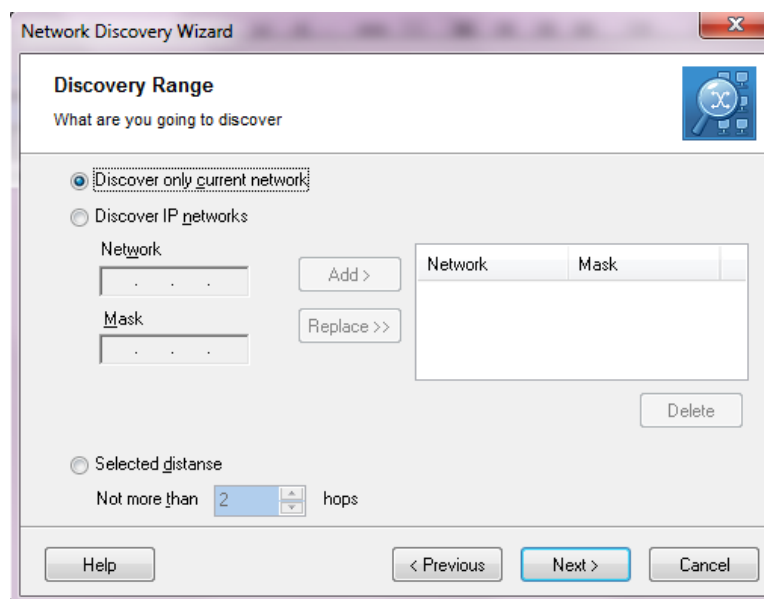 Network Discovery Wizard
Discovery Range
What are you going to discover
Discover only current network
Discover IP networks
Network
Add >
Network Mask
Mask
Replace >>
Delete
Selected distanse
Not more than 2 hops
Help < Previous Next > Cancel